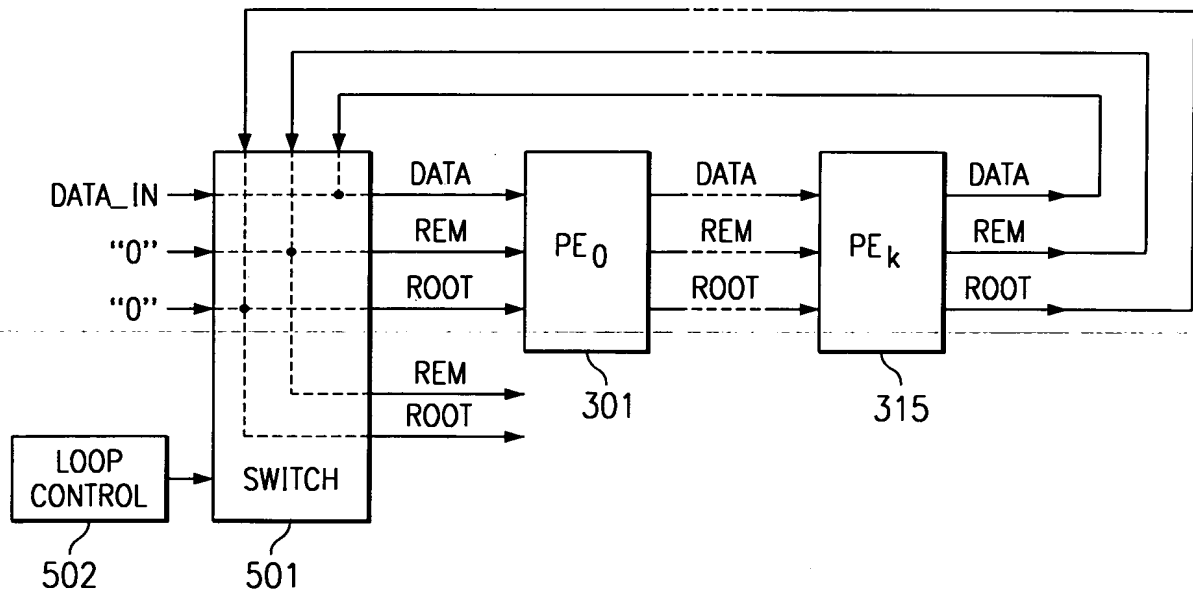 DATA_IN
"0"
"0"
DATA
REM
ROOT
PE0
DATA
REM
ROOT
PEk
DATA
REM
ROOT
301
315
REM
ROOT
LOOP
CONTROL
SWITCH
502
501